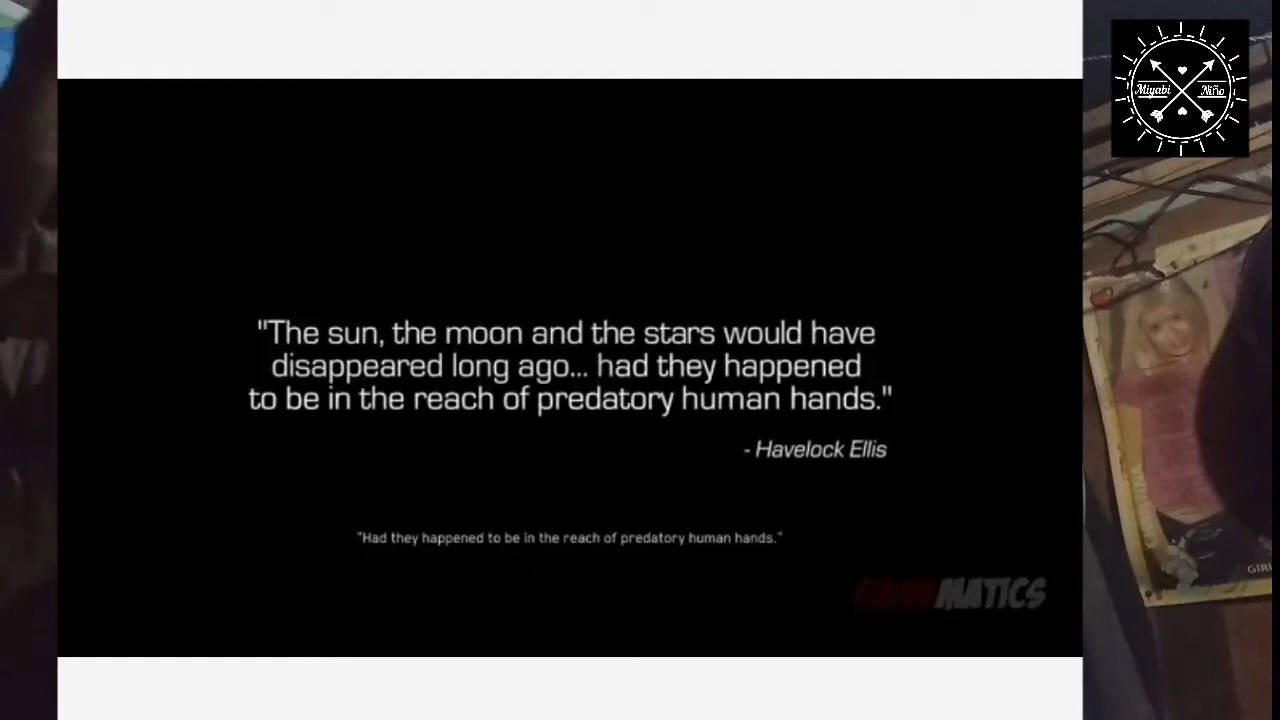 Miyabi Niño
"The sun, the moon and the stars would have
disappeared long ago... had they happened
to be in the reach of predatory human hands."
- Havelock Ellis
"Had they happened to be in the reach of predatory human hands."
GAMEMATICS